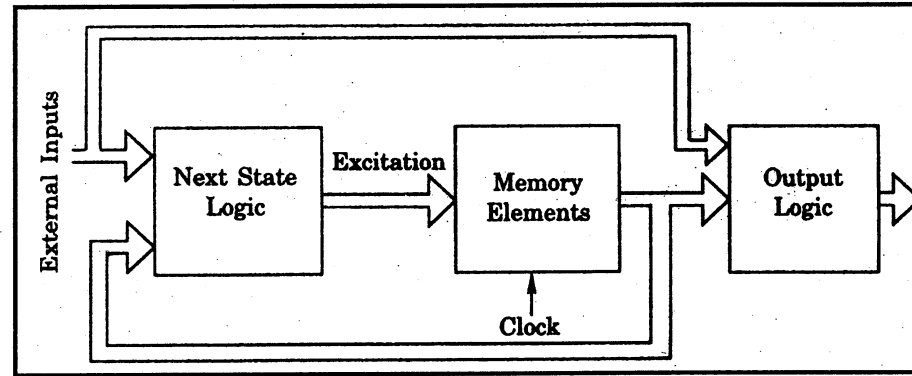 External Inputs
Next State
Logic
Excitation
Memory
Elements
Clock
Output
Logic